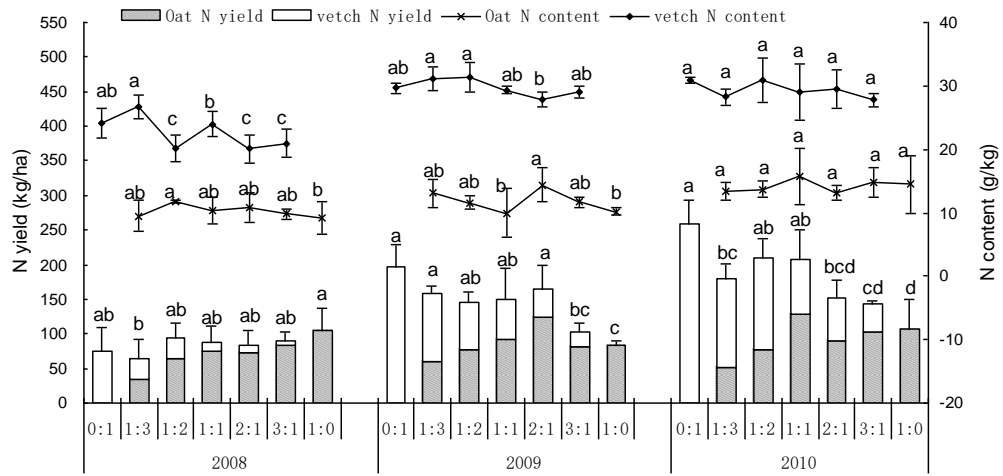 Oat N yield vetch N yield Oat N content vetch N content
550
500
450
400
350
300
250
200
150
100
50
0
N yield (kg/ha)
40
30
20
10
0
-10
-20
N content (g/kg)
ab a c b c c
ab a ab ab ab b
ab b ab ab ab ab a
ab a a ab b ab
ab ab b a ab b
a a ab ab a bc c
a a a a a a
a a a a a a
a bc ab ab bcd cd d
0:1 1:3 1:2 1:1 2:1 3:1 1:0 0:1 1:3 1:2 1:1 2:1 3:1 1:0 0:1 1:3 1:2 1:1 2:1 3:1 1:0
2008 2009 2010